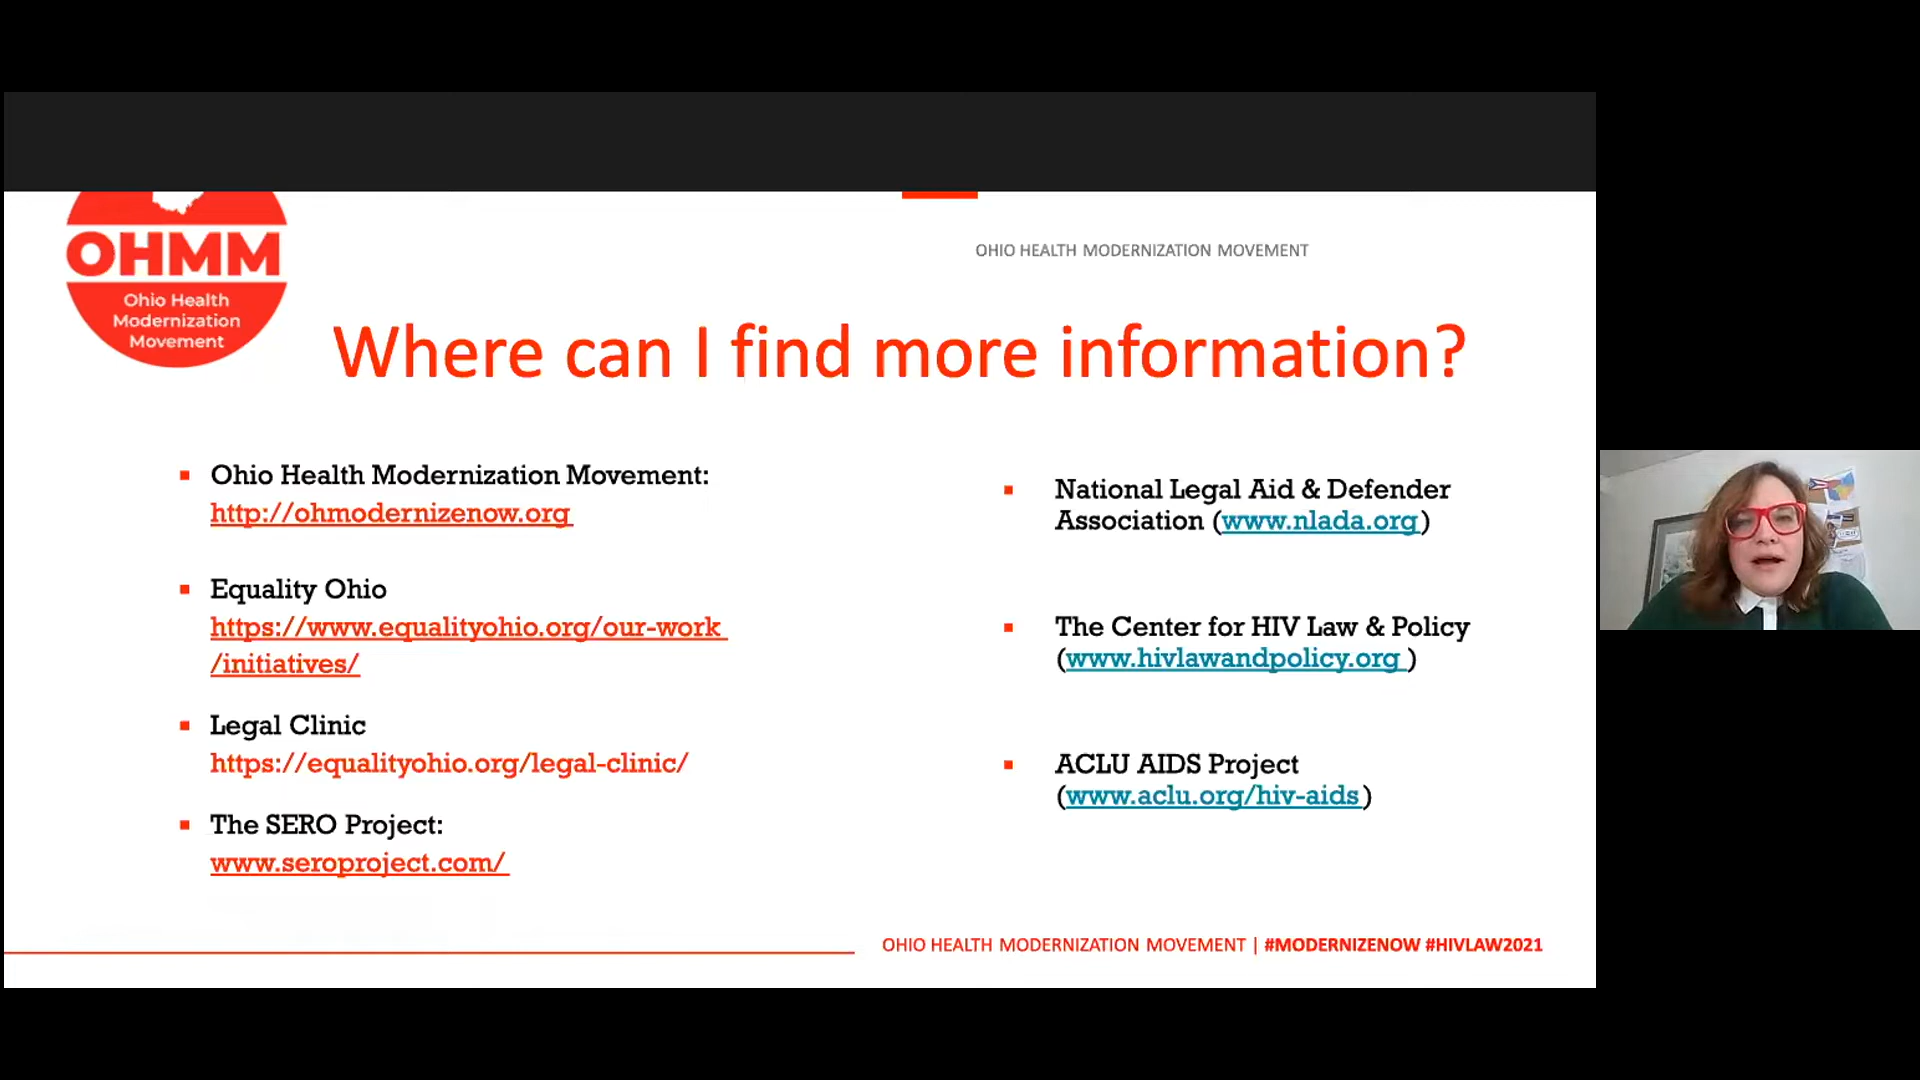 OHMM
Ohio Health
Modernization
Movement
OHIO HEALTH MODERNIZATION MOVEMENT
Where can I find more information?
Ohio Health Modernization Movement:
http://ohmodernizenow.org
Equality Ohio
https://www.equalityohio.org/our-work
/initiatives/
Legal Clinic
https://equalityohio.org/legal-clinic/
The SERO Project:
www.seroproject.com/
National Legal Aid & Defender
Association (www.nlada.org)
The Center for HIV Law & Policy
(www.hivlawandpolicy.org )
ACLU AIDS Project
(www.aclu.org/hiv-aids)
OHIO HEALTH MODERNIZATION MOVEMENT | #MODERNIZENOW #HIVLAW2021